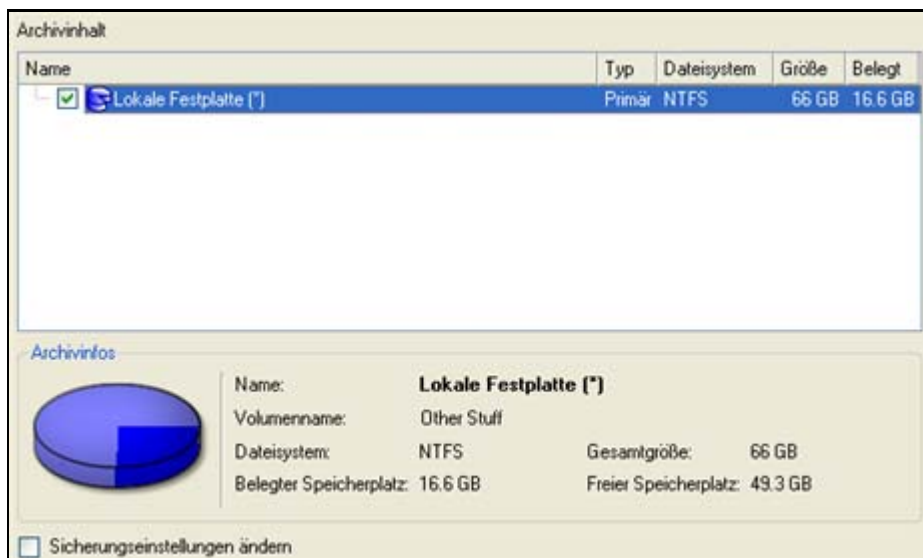 Archivinhalt
Name Typ Dateisystem Größe Belegt
Lokale Festplatte (*) Primär NTFS 66 GB 16.6 GB
Archivinfos
Name: Lokale Festplatte (*)
Volumenname: Other Stuff
Dateisystem: NTFS Gesamtgröße: 66 GB
Belegter Speicherplatz: 16.6 GB Freier Speicherplatz: 49.3 GB
Sicherungseinstellungen ändern